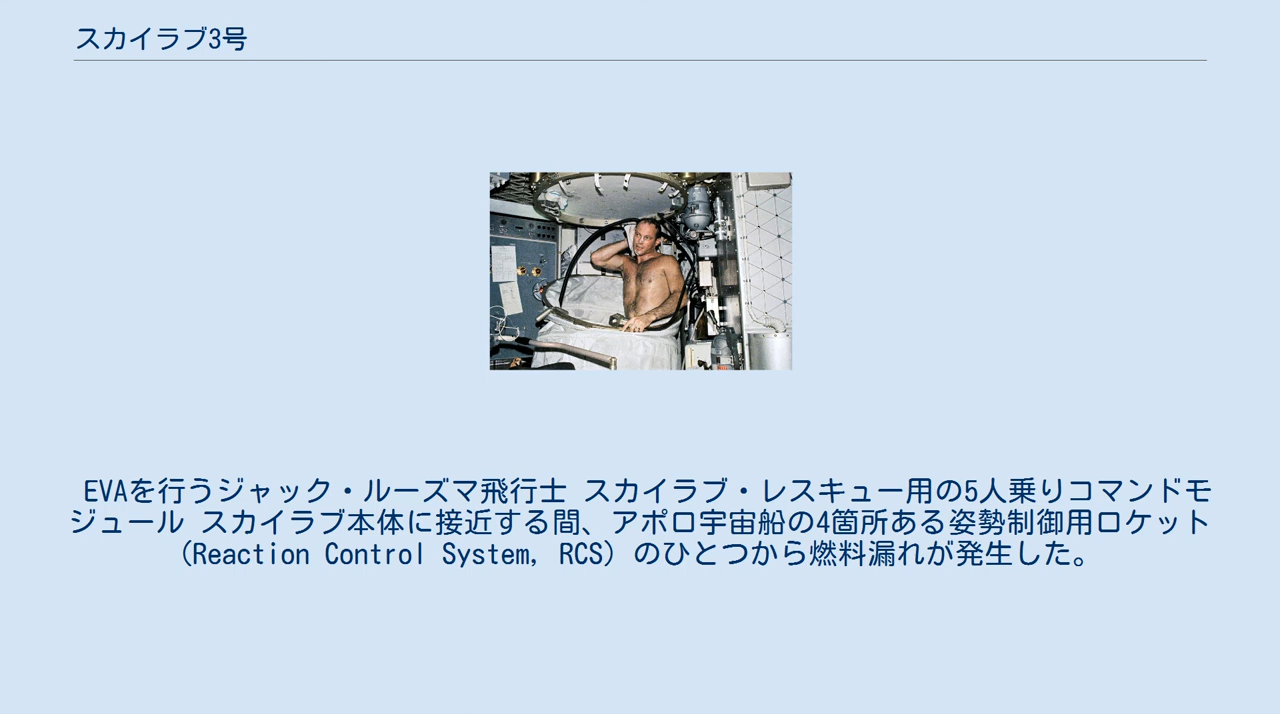 スカイラブ3号
EVAを行うジャック・ルーズマ飛行士 スカイラブ・レスキュー用の5人乗りコマンドモ
ジュール スカイラブ本体に接近する間、アポロ宇宙船の4箇所ある姿勢制御用ロケット
(Reaction Control System, RCS) のひとつから燃料漏れが発生した。